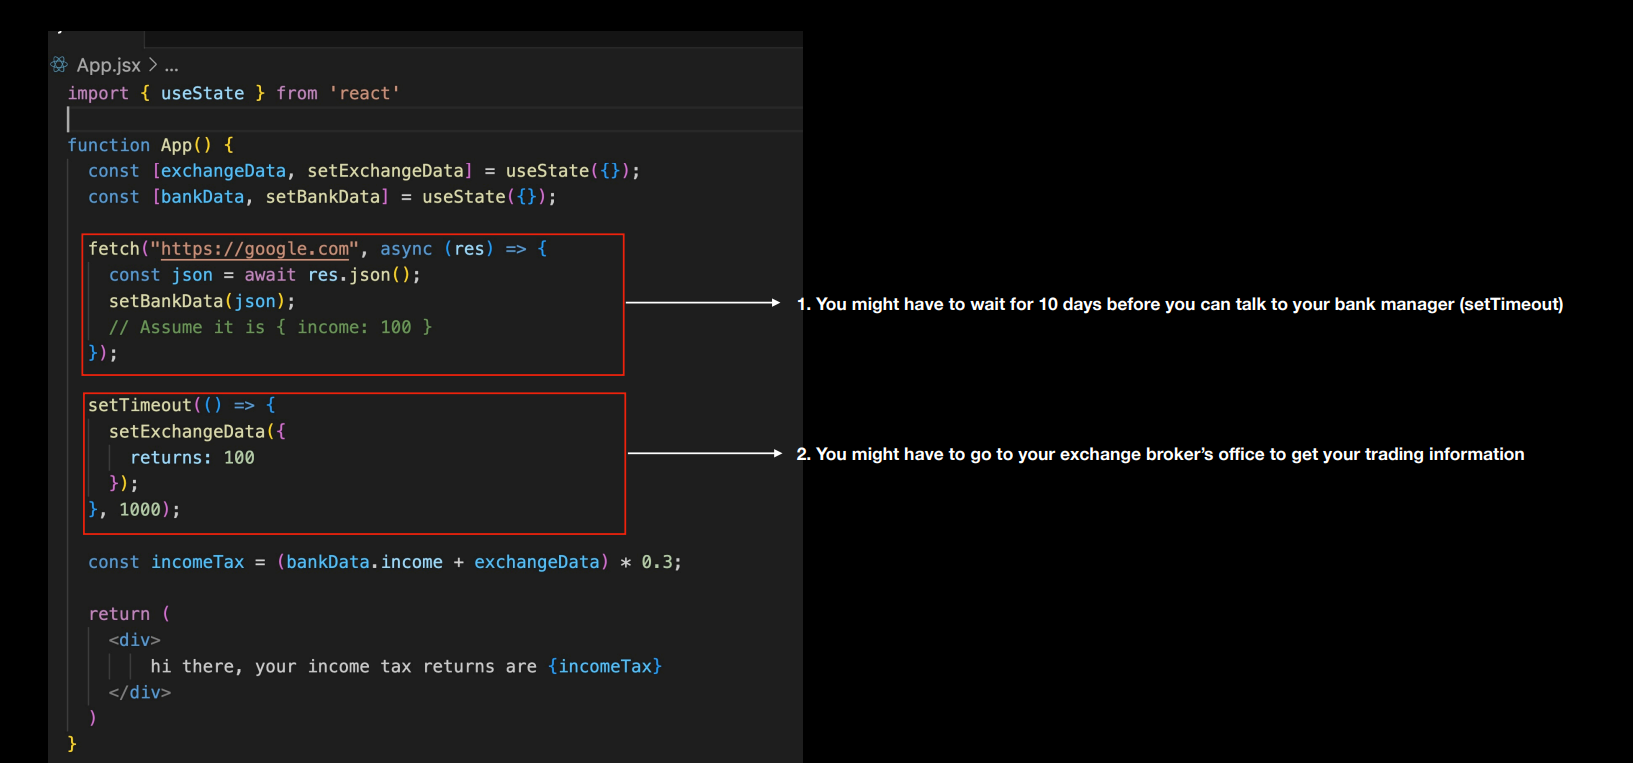 App.jsx > ...
import { useState } from 'react'
function App() {
const [exchangeData, setExchangeData] = useState({});
const [bankData, setBankData] = useState({});
fetch("https://google.com", async (res) => {
const json = await res.json();
setBankData(json);
// Assume it is { income: 100 }
});
1. You might have to wait for 10 days before you can talk to your bank manager (setTimeout)
setTimeout(() => {
setExchangeData({
returns: 100
});
}, 1000);
2. You might have to go to your exchange broker’s office to get your trading information
const incomeTax = (bankData.income + exchangeData) * 0.3;
return (
<div>
hi there, your income tax returns are {incomeTax}
</div>
)
}